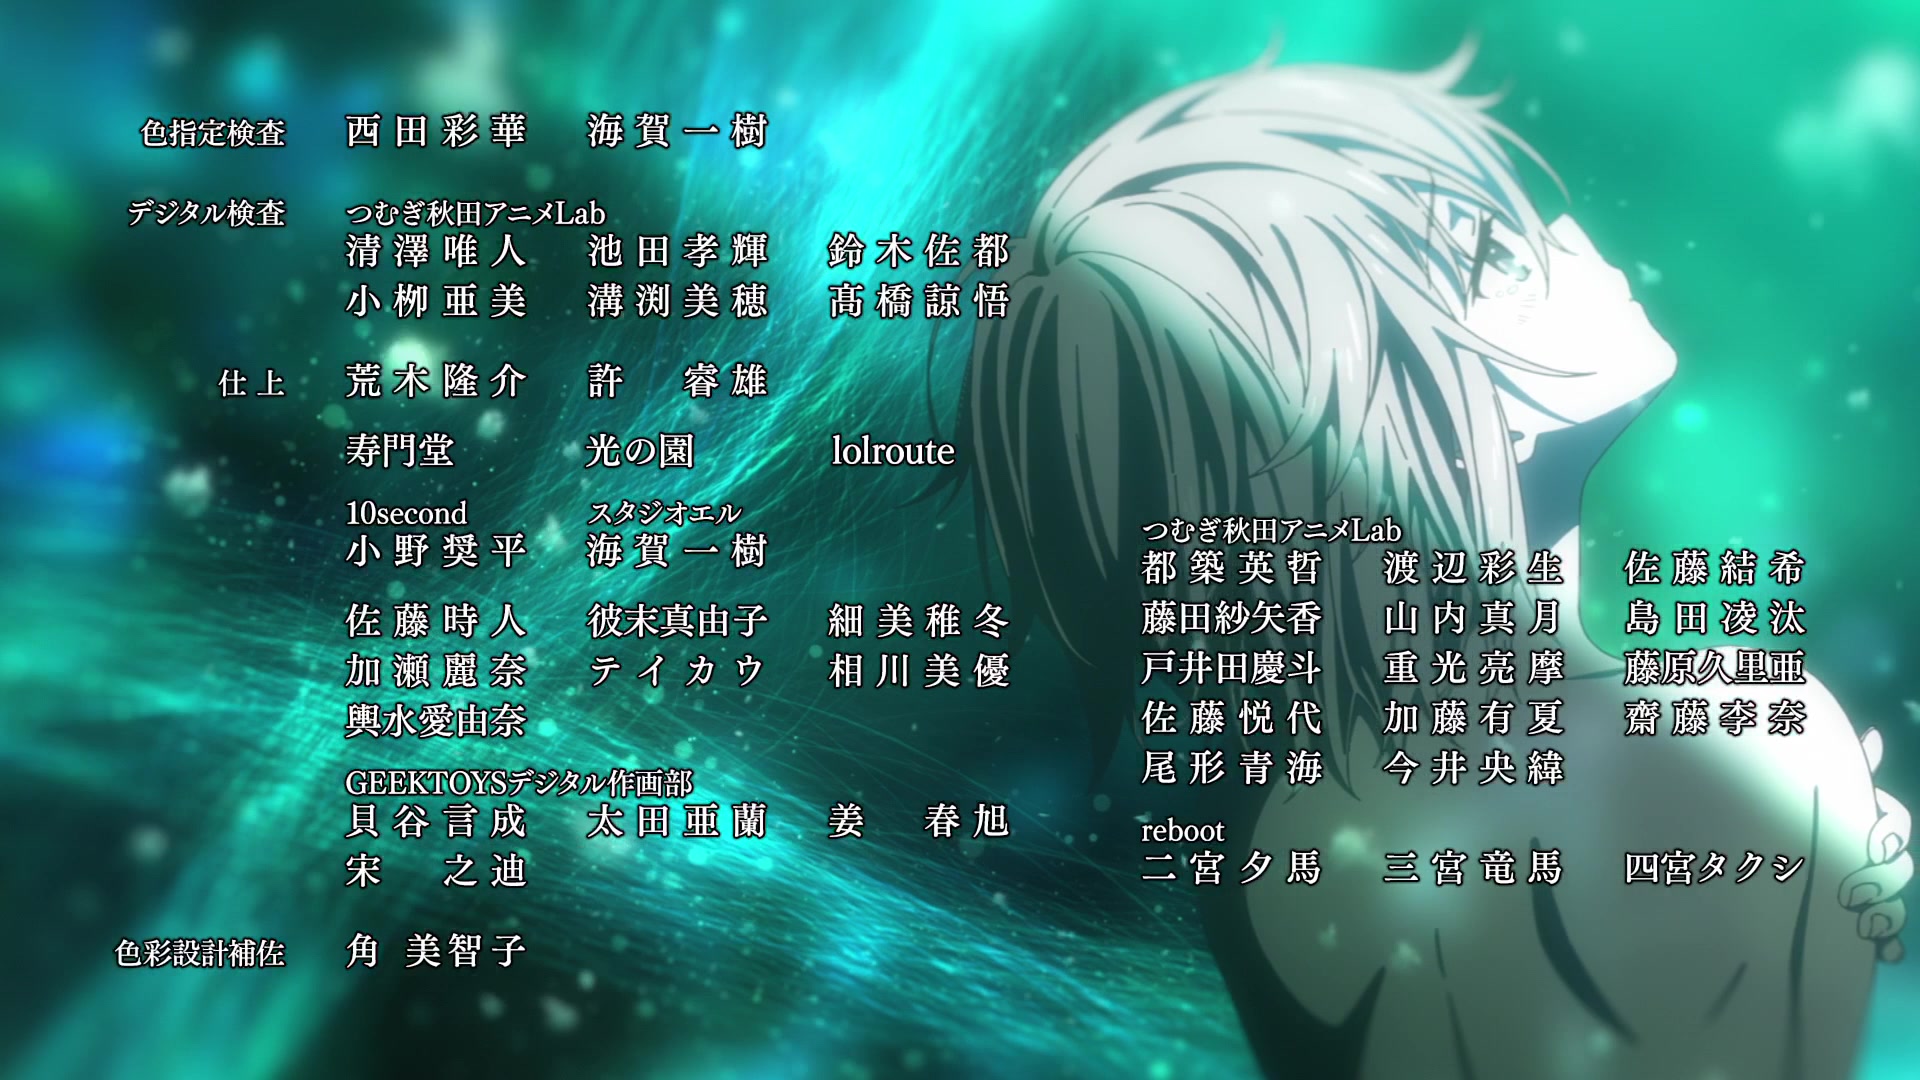 色指定検査 西田彩華 海賀一樹
デジタル検査 つむぎ秋田アニメLab
清澤唯人 池田孝輝 鈴木佐都
小栁亜美 溝渕美穂 髙橋諒悟
仕上 荒木隆介 許 睿雄
寿門堂 光の園 lolroute
10second スタジオエル
小野奨平 海賀一樹
佐藤時人 彼末真由子 細美稚冬
加瀬麗奈 テイカウ 相川美優
輿水愛由奈
GEEKTOYSデジタル作画部
貝谷言成 太田亜蘭 姜 春旭
宋 之迪
色彩設計補佐 角 美智子
つむぎ秋田アニメLab
都築英哲 渡辺彩生 佐藤結希
藤田紗矢香 山内真月 島田凌汰
戸井田慶斗 重光亮摩 藤原久里亜
佐藤悦代 加藤有夏 齋藤李奈
尾形青海 今井央緯
reboot
二宮夕馬 三宮竜馬 四宮タクシ